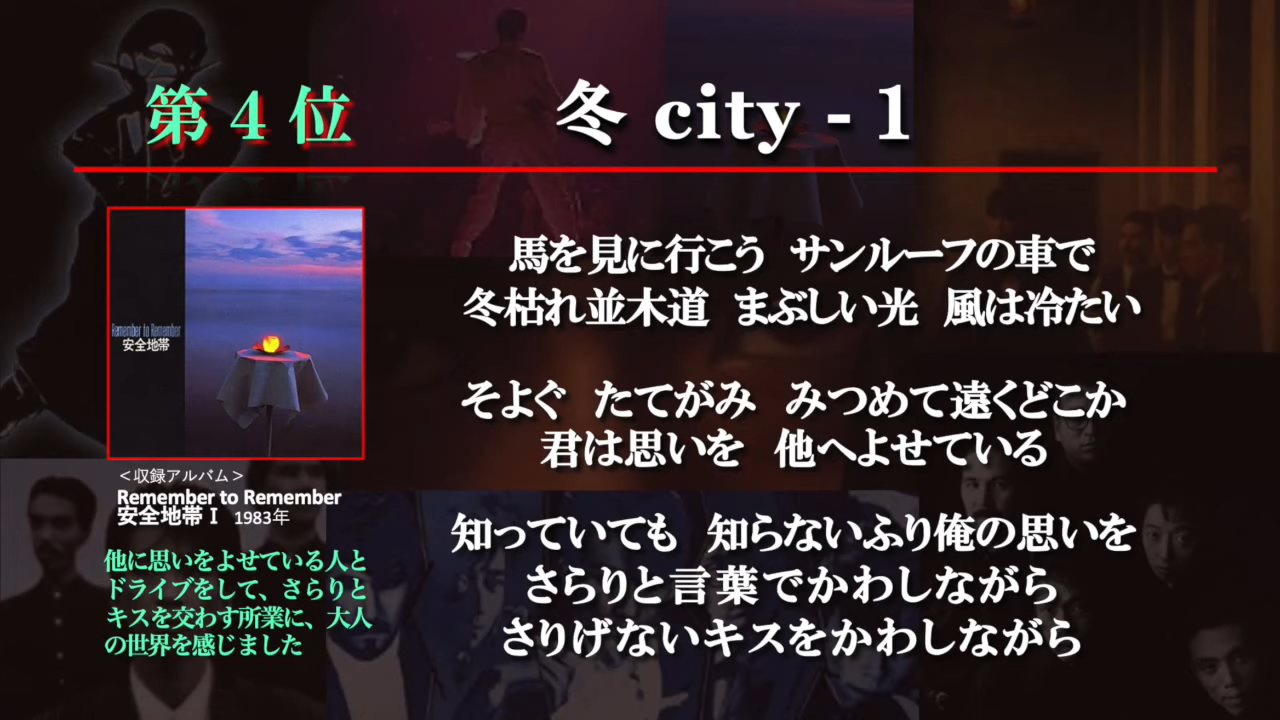 第4位
冬 city - 1
Remember to Remember
安全地帯
＜収録アルバム＞
Remember to Remember
安全地帯Ⅰ 1983年
他に思いをよせている人と
ドライブをして、さらりと
キスを交わす所業に、大人
の世界を感じました
馬を見に行こう　サンルーフの車で
冬枯れ並木道　まぶしい光　風は冷たい
そよぐ　たてがみ　みつめて遠くどこか
君は思いを　他へよせている
知っていても　知らないふり俺の思いを
さらりと言葉でかわしながら
さりげないキスをかわしながら